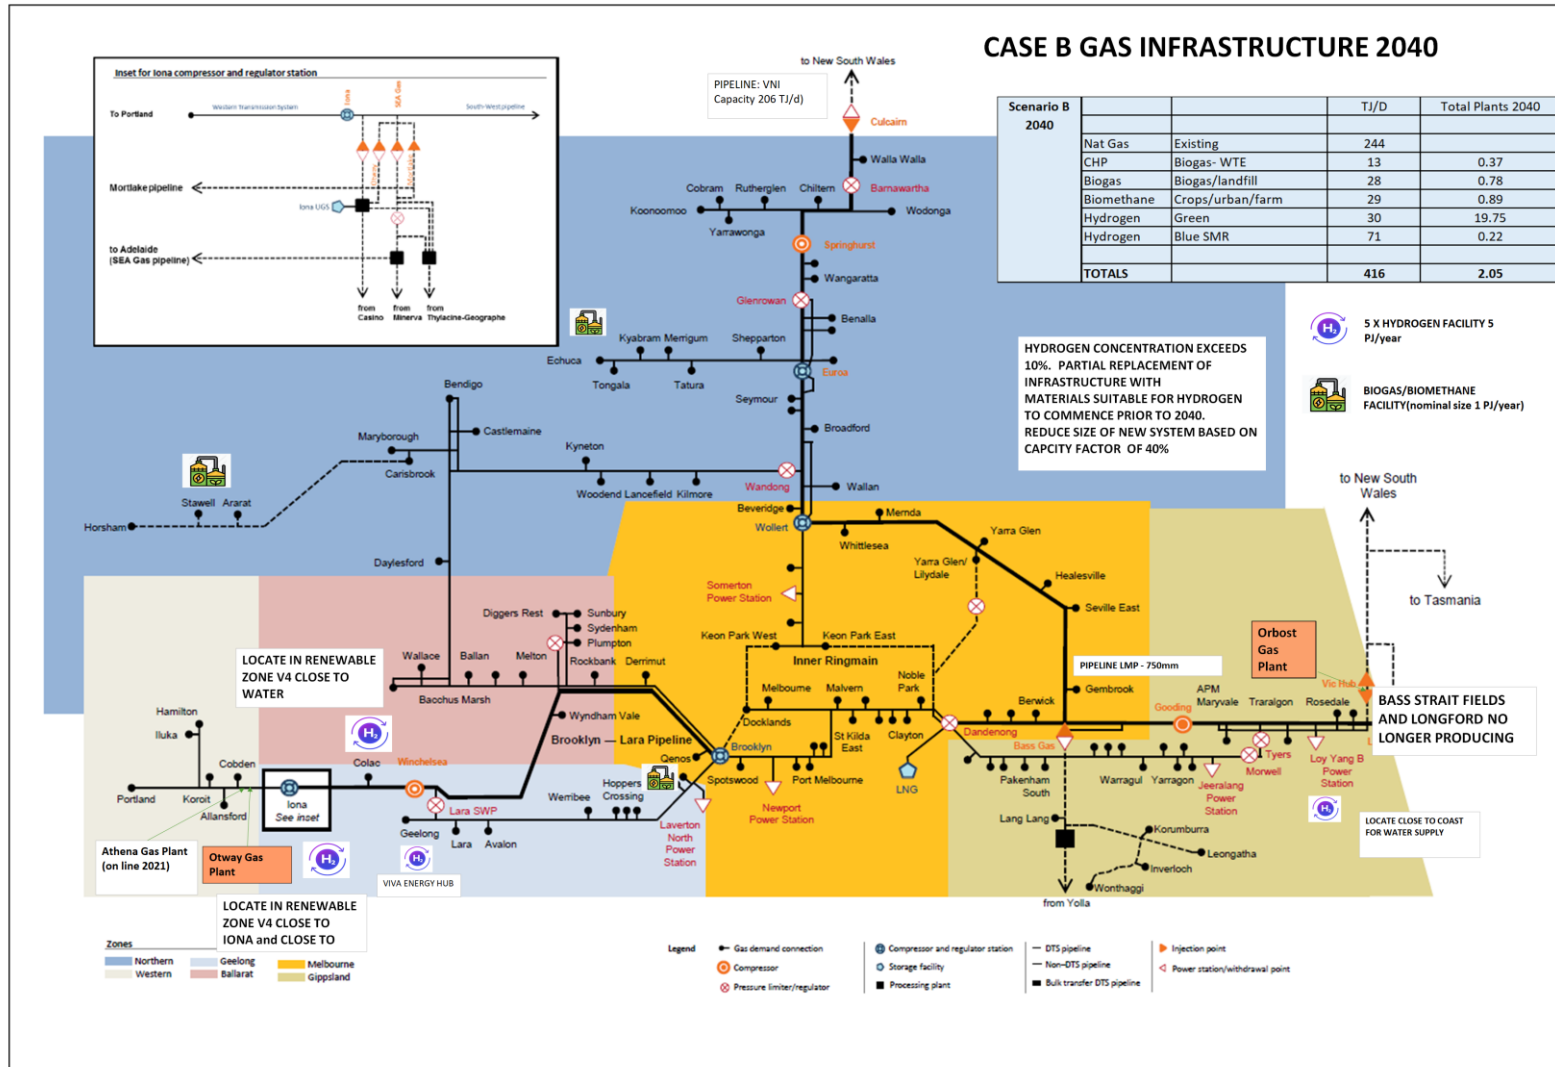 CASE B GAS INFRASTRUCTURE 2040
Inset for Iona compressor and regulator station
To Portland
Western Transmission System
Iona
SEA Gas
South West pipeline
Mortlake pipeline
Otway
Mortlake
Iona UGS
to Adelaide
(SEA Gas pipeline)
from
Casino
from
Minerva
from
Thylacine-Geographe
PIPELINE: VNI
Capacity 206 TJ/d)
to New South Wales
Culcairn
Scenario B
2040
TJ/D Total Plants 2040
Nat Gas Existing 244
CHP Biogas- WTE 13 0.37
Biogas Biogas/landfill 28 0.78
Biomethane Crops/urban/farm 29 0.89
Hydrogen Green 30 19.75
Hydrogen Blue SMR 71 0.22
TOTALS 416 2.05
H2
5 X HYDROGEN FACILITY 5
PJ/year
BIOGAS/BIOMETHANE
FACILITY(nominal size 1 PJ/year)
HYDROGEN CONCENTRATION EXCEEDS
10%. PARTIAL REPLACEMENT OF
INFRASTRUCTURE WITH
MATERIALS SUITABLE FOR HYDROGEN
TO COMMENCE PRIOR TO 2040.
REDUCE SIZE OF NEW SYSTEM BASED ON
CAPCITY FACTOR OF 40%
Walla Walla
Barnawartha
Cobram
Rutherglen
Chiltern
Koonoomoo
Yarrawonga
Wodonga
Springhurst
Wangaratta
Glenrowan
Benalla
Kyabram
Merrigum
Shepparton
Echuca
Tongala
Tatura
Euroa
Seymour
Broadford
Bendigo
Castlemaine
Maryborough
Carisbrook
Kyneton
Woodend
Lancefield
Kilmore
Wandong
Wallan
Stawell
Ararat
Horsham
Beveridge
Wollert
Mernda
Whittlesea
Yarra Glen
Yarra Glen/
Lilydale
Healesville
Seville East
Daylesford
Somerton
Power Station
Keon Park West
Keon Park East
Inner Ringmain
to New South
Wales
to Tasmania
Orbost
Gas
Plant
Vic Hub
PIPELINE LMP - 750mm
Gembrook
Diggers Rest
Sunbury
Sydenham
Plumpton
Wallace
Ballan
Melton
Rockbank
Derrimut
Bacchus Marsh
LOCATE IN RENEWABLE
ZONE V4 CLOSE TO
WATER
H2
Wyndham Vale
Brooklyn — Lara Pipeline
Melbourne
Docklands
Malvern
Noble
Park
St Kilda
East
Clayton
Dandenong
Berwick
Bass Gas
Gooding
APM
Maryvale
Traralgon
Rosedale
L
BASS STRAIT FIELDS
AND LONGFORD NO
LONGER PRODUCING
Tyers
Morwell
Loy Yang B
Power
Station
Hamilton
Iluka
Cobden
Portland
Koroit
Allansford
Iona
See inset
Colac
Winchelsea
Lara SWP
Geelong
Lara
Avalon
Werribee
Hoppers
Crossing
Qenos
Brooklyn
Spotswood
Port Melbourne
Laverton
North
Power
Station
Newport
Power Station
LNG
Pakenham
South
Warragul
Yarragon
Jeeralang
Power
Station
H2
LOCATE CLOSE TO COAST
FOR WATER SUPPLY
Lang Lang
Korumburra
Leongatha
Inverloch
Wonthaggi
from Yolla
Athena Gas Plant
(on line 2021)
Otway Gas
Plant
H2
H2
VIVA ENERGY HUB
LOCATE IN RENEWABLE
ZONE V4 CLOSE TO
IONA and CLOSE TO
Zones
Northern
Geelong
Melbourne
Western
Ballarat
Gippsland
Legend
Gas demand connection
Compressor
Pressure limiter/regulator
Compressor and regulator station
Storage facility
Processing plant
DTS pipeline
Non–DTS pipeline
Bulk transfer DTS pipeline
Injection point
Power station/withdrawal point